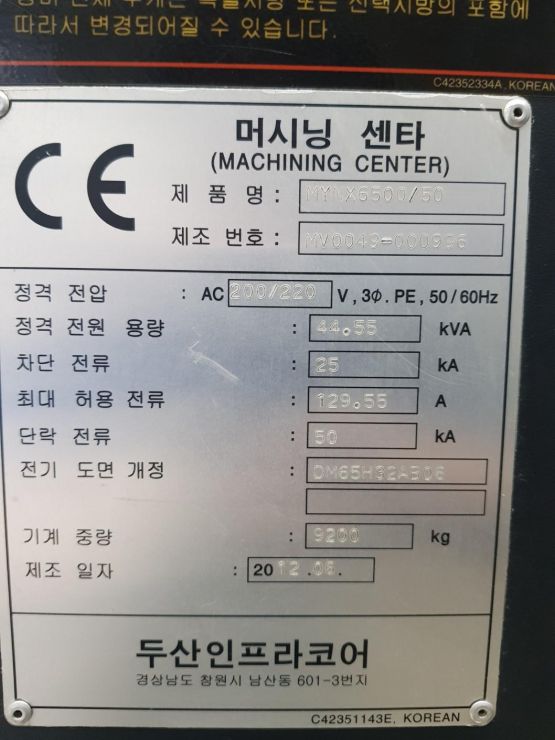 따라서 변경되어질 수 있습니다.
C42352334A, KOREAN
CE
머시닝 센타
(MACHINING CENTER)
제 품 명 : MYNX6500/50
제조 번호 : MV0049-000996
정격 전압 : AC 200/220 V, 3Φ. PE, 50/60Hz
정격 전원 용량 : 44.55 kVA
차단 전류 : 25 kA
최대 허용 전류 : 129.55 A
단락 전류 : 50 kA
전기 도면 개정 : DM65H32AB06
기계 중량 : 9200 kg
제조 일자 : 2012.06.
두산인프라코어
경상남도 창원시 남산동 601-3번지
C42351143E, KOREAN